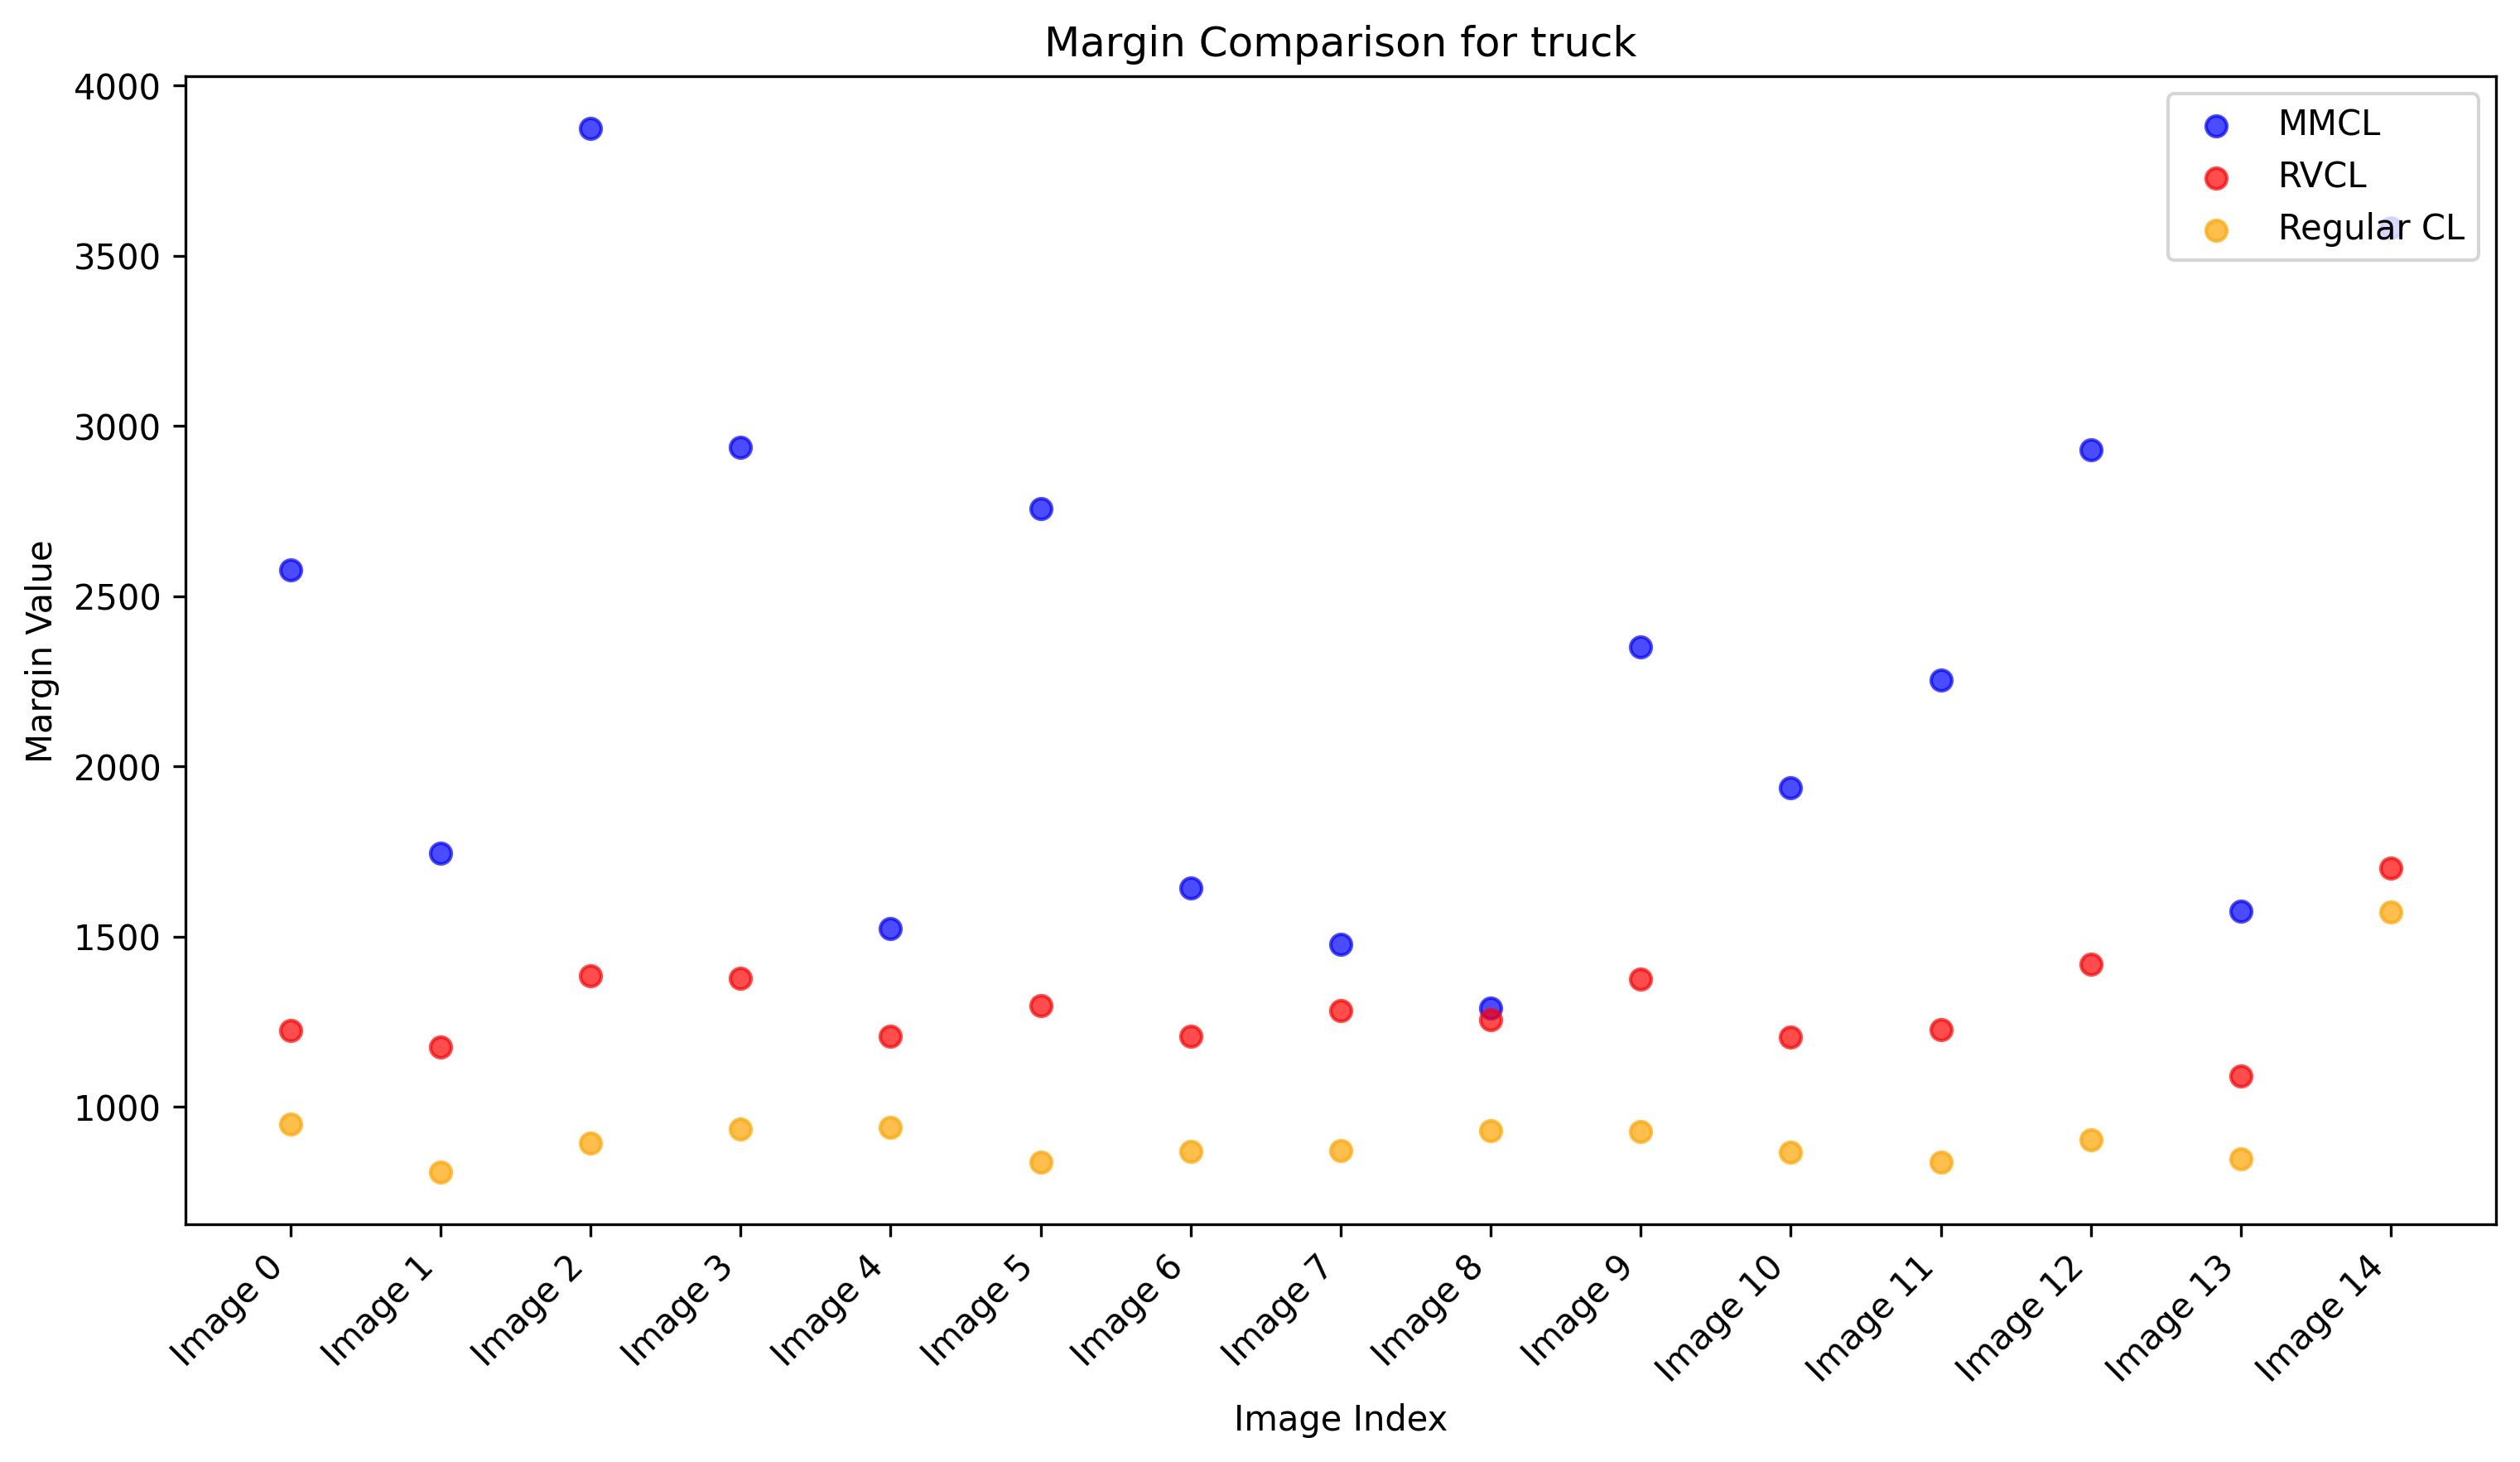 Margin Comparison for truck
MMCL
RVCL
Regular CL
Margin Value
4000
3500
3000
2500
2000
1500
1000
Image 0
Image 1
Image 2
Image 3
Image 4
Image 5
Image 6
Image 7
Image 8
Image 9
Image 10
Image 11
Image 12
Image 13
Image 14
Image Index